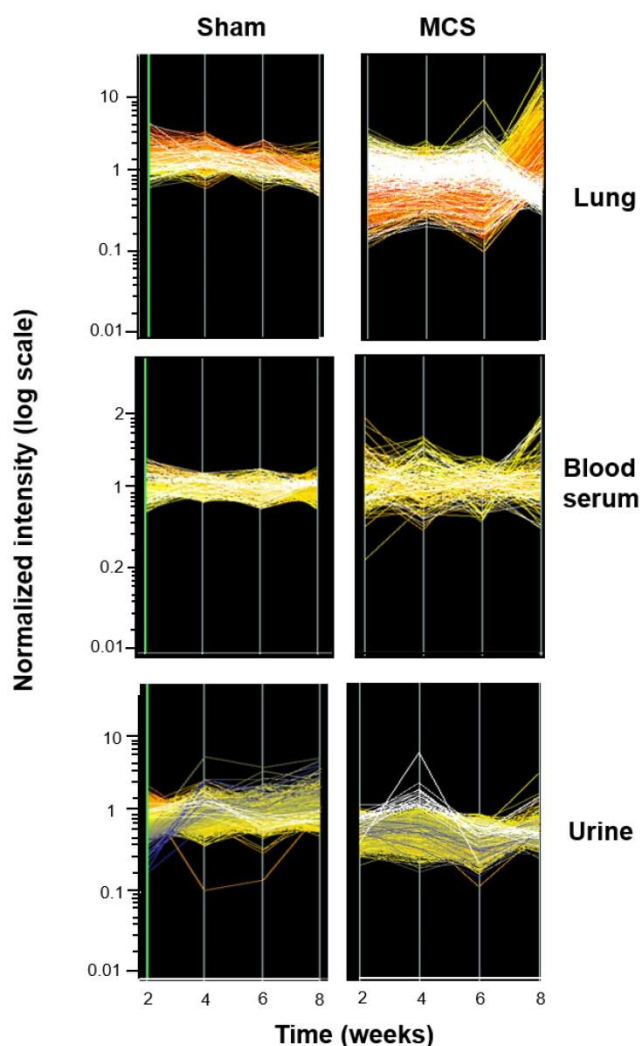 Sham
MCS
10
1
0.1
0.01
Lung
2
1
0.2
0.01
Blood
serum
10
1
0.1
0.01
Urine
2
4
6
8
2
4
6
8
Normalized intensity (log scale)
Time (weeks)